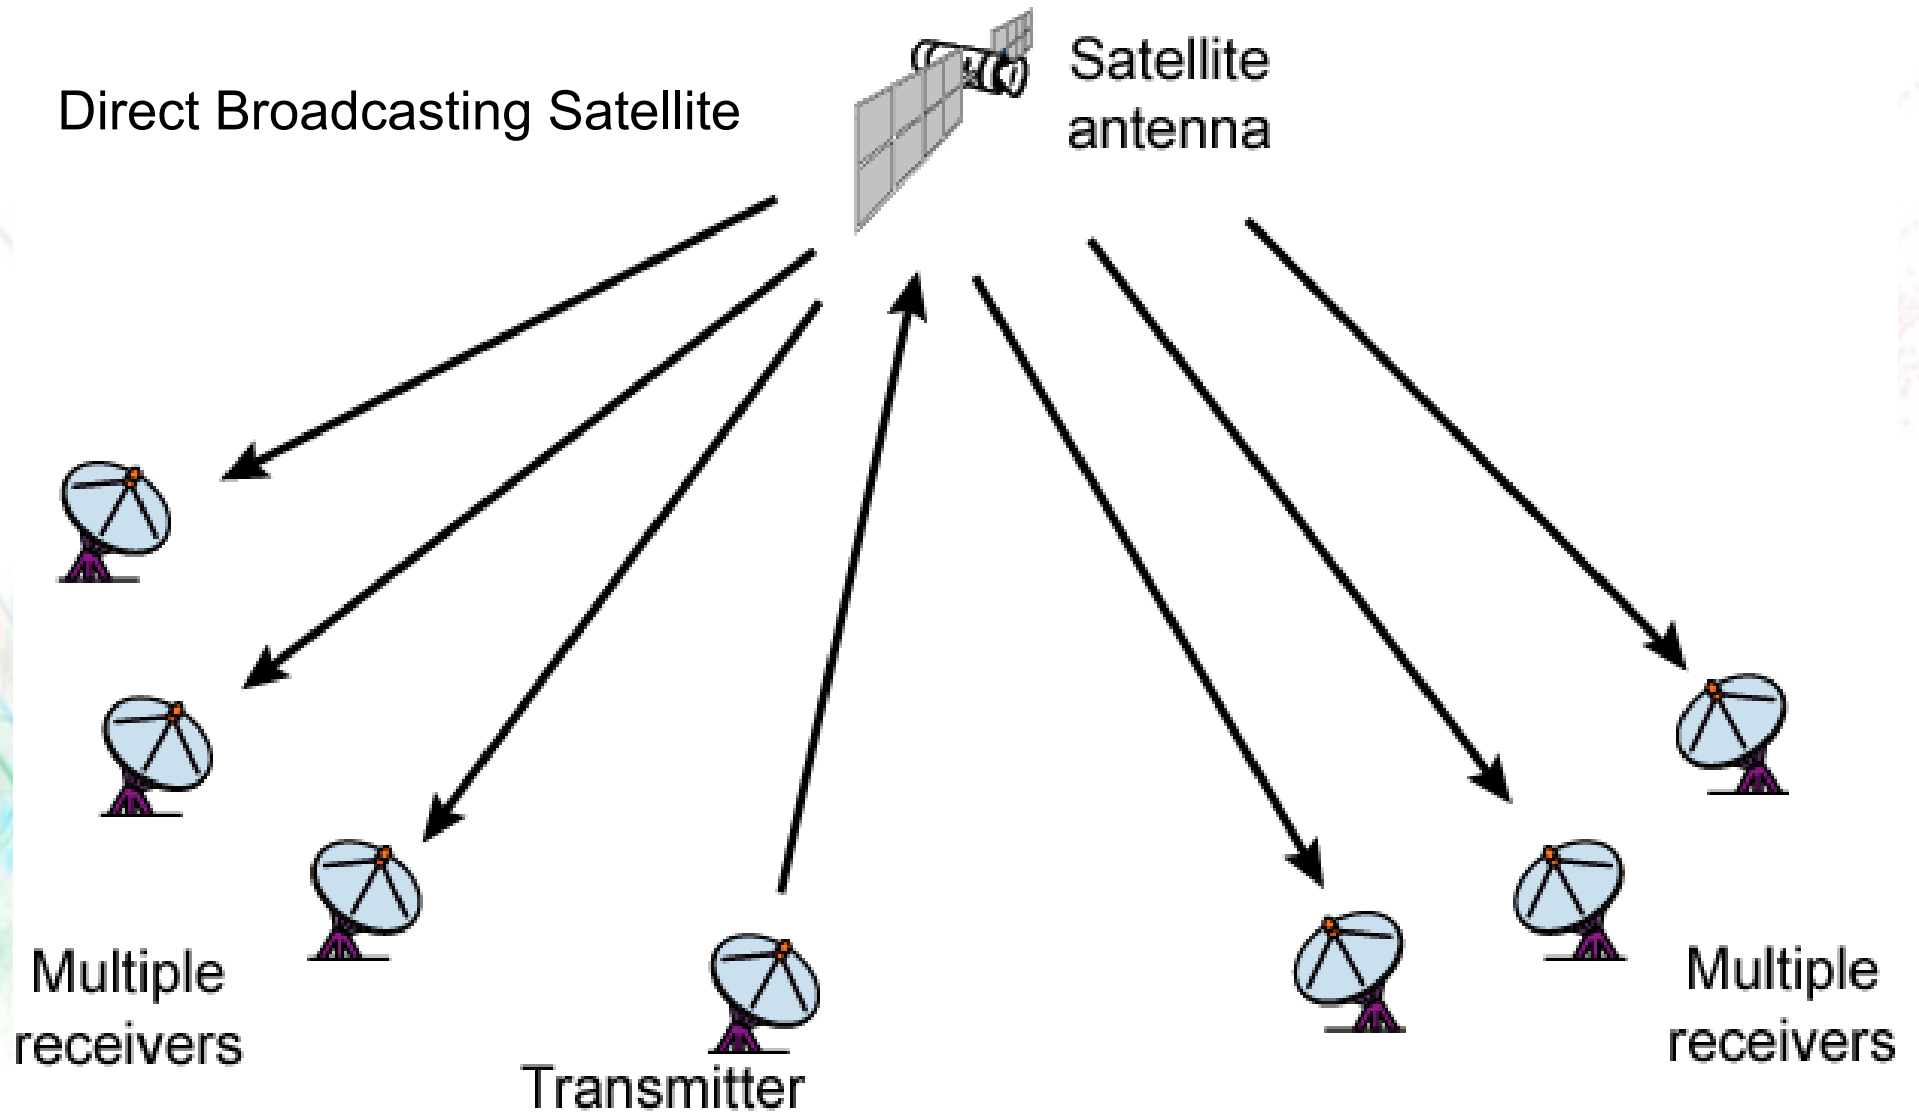 Direct Broadcasting Satellite
Satellite
antenna
Multiple
receivers
Transmitter
Multiple
receivers